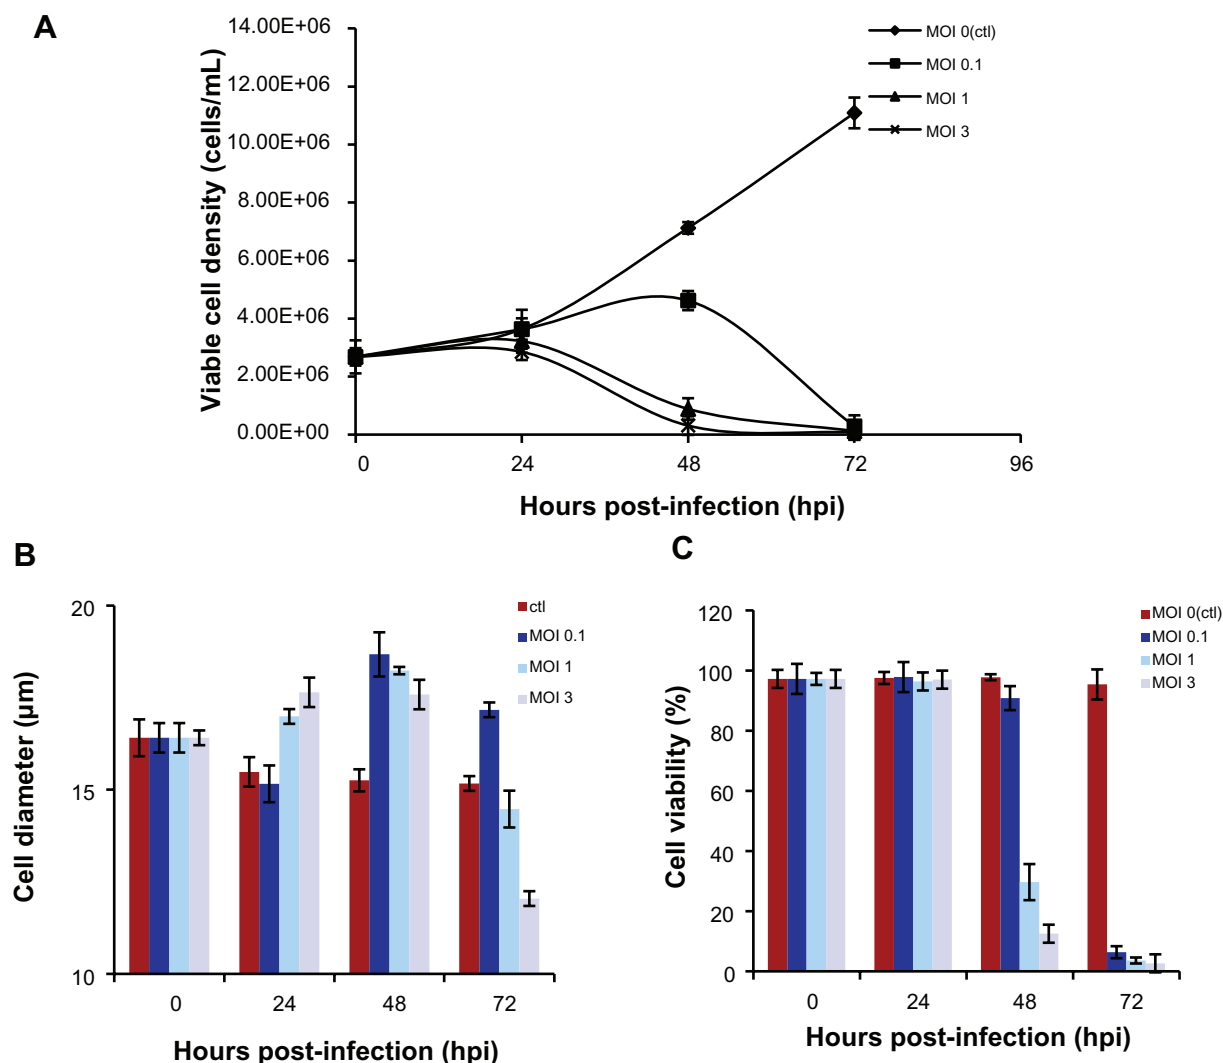 A
14.00E+06
12.00E+06
10.00E+06
8.00E+06
6.00E+06
4.00E+06
2.00E+06
0.00E+00
Viable cell density (cells/mL)
0 24 48 72 96
Hours post-infection (hpi)
MOI 0(ctl)
MOI 0.1
MOI 1
MOI 3
B
20
15
10
Cell diameter (μm)
0 24 48 72
Hours post-infection (hpi)
ctl
MOI 0.1
MOI 1
MOI 3
C
120
100
80
60
40
20
0
Cell viability (%)
0 24 48 72
Hours post-infection (hpi)
MOI 0(ctl)
MOI 0.1
MOI 1
MOI 3